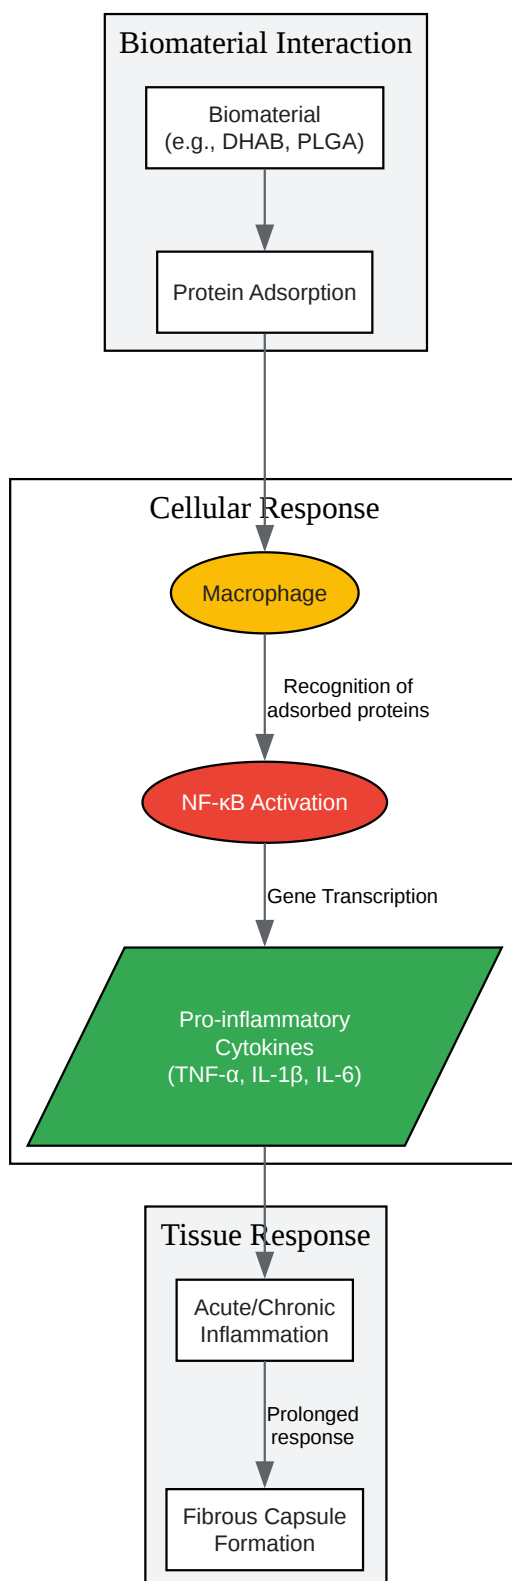 Biomaterial Interaction
Biomaterial
(e.g., DHAB, PLGA)
Protein Adsorption
Cellular Response
Macrophage
Recognition of
adsorbed proteins
NF-κB Activation
Gene Transcription
Pro-inflammatory
Cytokines
(TNF-α, IL-1β, IL-6)
Tissue Response
Acute/Chronic
Inflammation
Prolonged
response
Fibrous Capsule
Formation